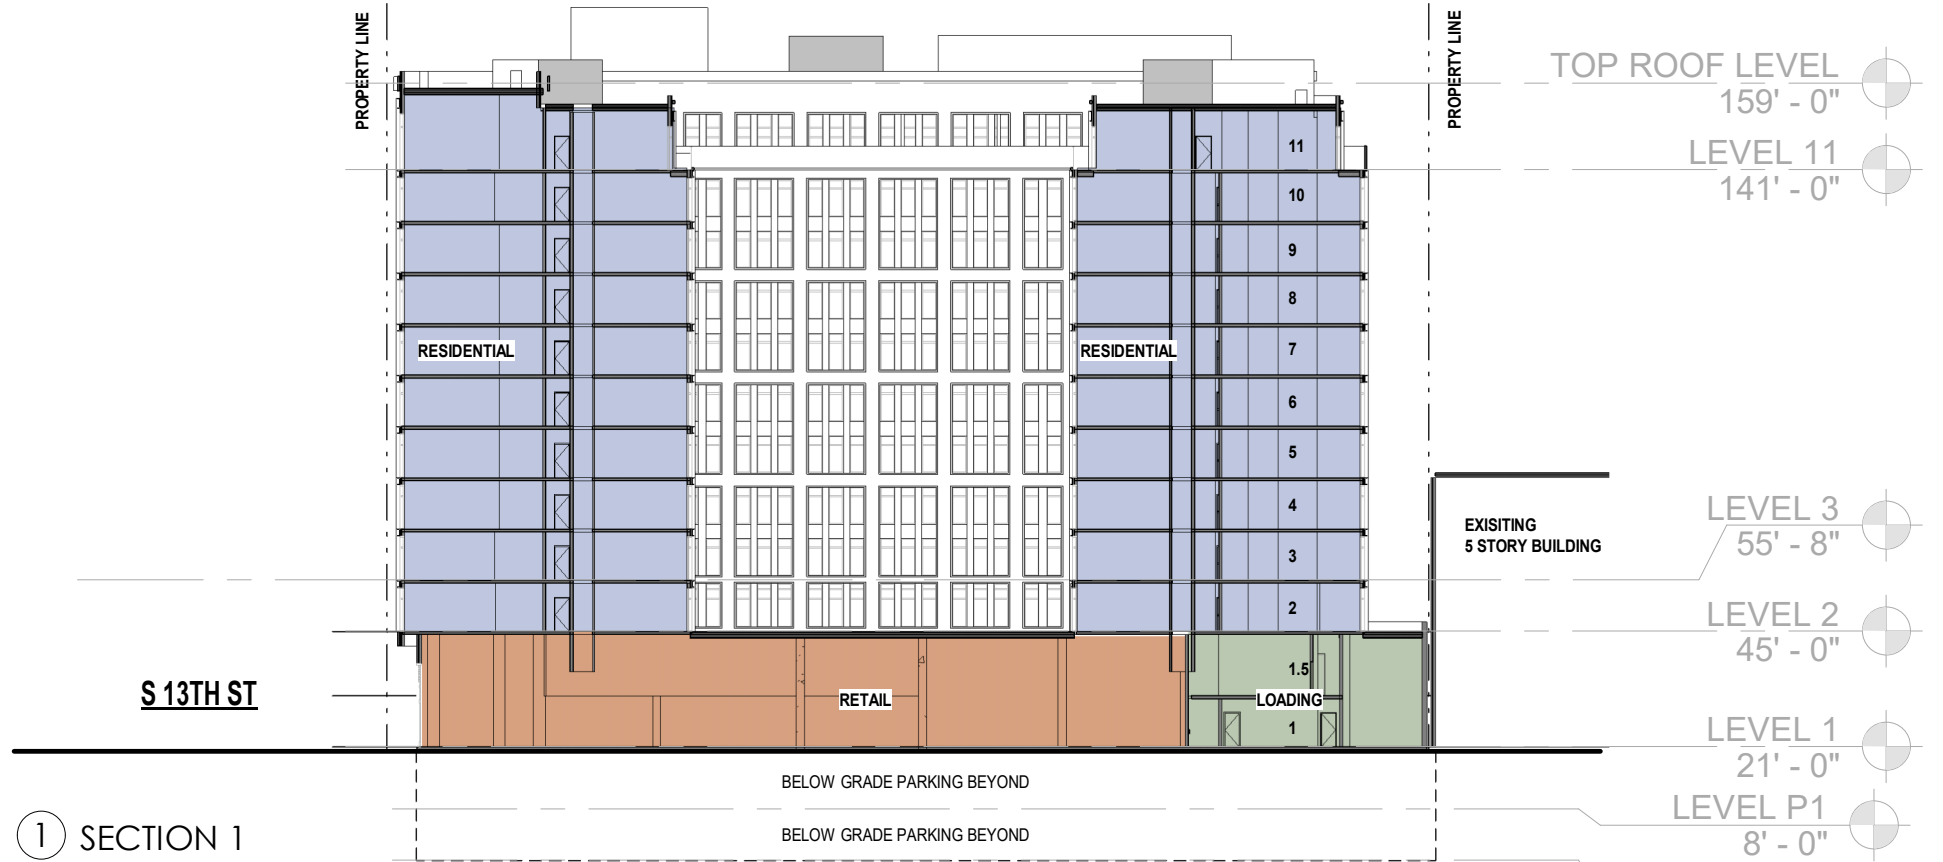 PROPERTY LINE
PROPERTY LINE
TOP ROOF LEVEL
159' - 0"
LEVEL 11
141' - 0"
11
10
9
8
RESIDENTIAL
RESIDENTIAL
7
6
5
4
3
2
EXISITING
5 STORY BUILDING
LEVEL 3
55' - 8"
LEVEL 2
45' - 0"
S 13TH ST
RETAIL
1.5
LOADING
1
LEVEL 1
21' - 0"
BELOW GRADE PARKING BEYOND
LEVEL P1
8' - 0"
BELOW GRADE PARKING BEYOND
1 SECTION 1